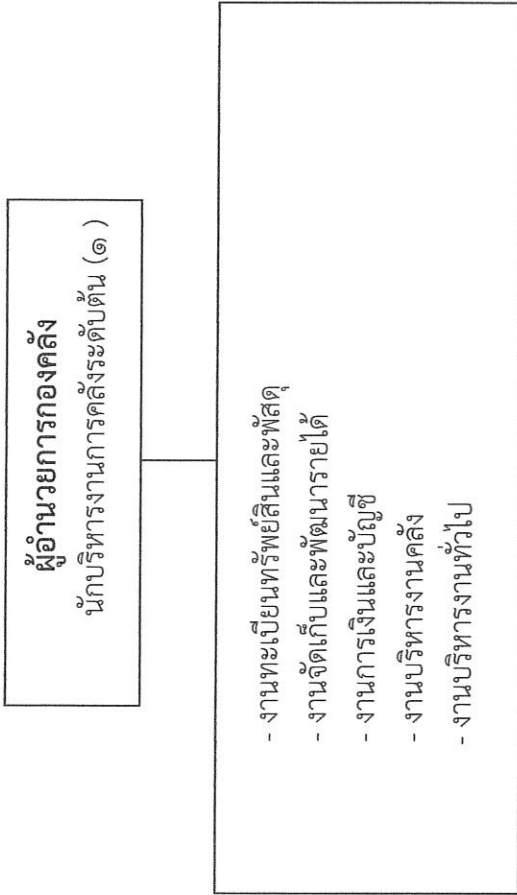 ผู้อำนวยการกองคลัง
นักบริหารงานการคลังระดับต้น (๑ )
- งานทะเบียนทรัพย์สินและพัสดุ
- งานจัดเก็บและพัฒนารายได้
- งานการเงินและบัญชี
- งานบริหารงานคลัง
- งานบริหารงานทั่วไป